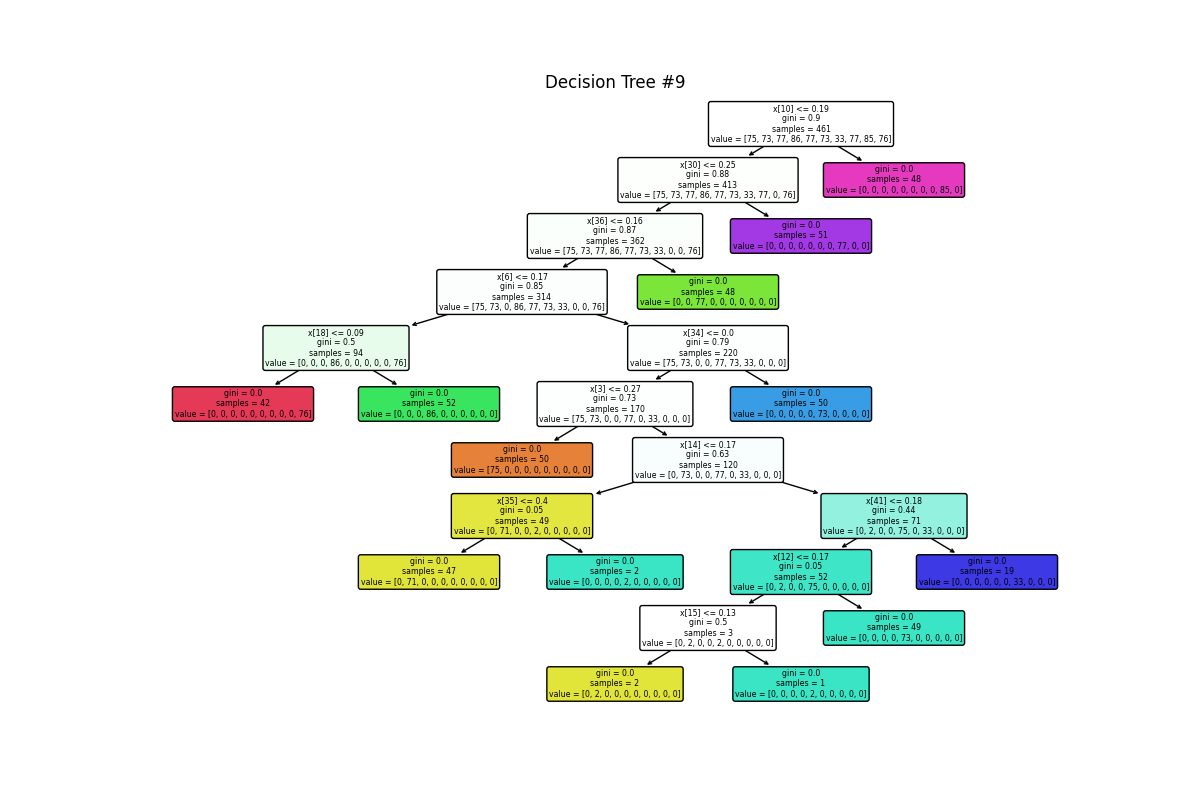 Decision Tree #9
x[10] <= 0.19
gini = 0.9
samples = 461
value = [75, 73, 77, 86, 77, 73, 33, 77, 85, 76]
x[30] <= 0.25
gini = 0.88
samples = 413
value = [75, 73, 77, 86, 77, 73, 33, 77, 0, 76]
gini = 0.0
samples = 48
value = [0, 0, 0, 0, 0, 0, 0, 0, 85, 0]
x[36] <= 0.16
gini = 0.87
samples = 362
value = [75, 73, 77, 86, 77, 73, 33, 0, 0, 76]
gini = 0.0
samples = 51
value = [0, 0, 0, 0, 0, 0, 0, 77, 0, 0]
x[6] <= 0.17
gini = 0.85
samples = 314
value = [75, 73, 0, 86, 77, 73, 33, 0, 0, 76]
gini = 0.0
samples = 48
value = [0, 0, 77, 0, 0, 0, 0, 0, 0, 0]
x[18] <= 0.09
gini = 0.5
samples = 94
value = [0, 0, 0, 86, 0, 0, 0, 0, 0, 76]
x[34] <= 0.0
gini = 0.79
samples = 220
value = [75, 73, 0, 0, 77, 73, 33, 0, 0, 0]
gini = 0.0
samples = 42
value = [0, 0, 0, 0, 0, 0, 0, 0, 0, 76]
gini = 0.0
samples = 52
value = [0, 0, 0, 86, 0, 0, 0, 0, 0, 0]
x[3] <= 0.27
gini = 0.73
samples = 170
value = [75, 73, 0, 0, 77, 0, 33, 0, 0, 0]
gini = 0.0
samples = 50
value = [0, 0, 0, 0, 0, 73, 0, 0, 0, 0]
gini = 0.0
samples = 50
value = [75, 0, 0, 0, 0, 0, 0, 0, 0, 0]
x[14] <= 0.17
gini = 0.63
samples = 120
value = [0, 73, 0, 0, 77, 0, 33, 0, 0, 0]
x[35] <= 0.4
gini = 0.05
samples = 49
value = [0, 71, 0, 0, 2, 0, 0, 0, 0, 0]
x[41] <= 0.18
gini = 0.44
samples = 71
value = [0, 2, 0, 0, 75, 0, 33, 0, 0, 0]
gini = 0.0
samples = 47
value = [0, 71, 0, 0, 0, 0, 0, 0, 0, 0]
gini = 0.0
samples = 2
value = [0, 0, 0, 0, 2, 0, 0, 0, 0, 0]
x[12] <= 0.17
gini = 0.05
samples = 52
value = [0, 2, 0, 0, 75, 0, 0, 0, 0, 0]
gini = 0.0
samples = 19
value = [0, 0, 0, 0, 0, 0, 33, 0, 0, 0]
x[15] <= 0.13
gini = 0.5
samples = 3
value = [0, 2, 0, 0, 2, 0, 0, 0, 0, 0]
gini = 0.0
samples = 49
value = [0, 0, 0, 0, 73, 0, 0, 0, 0, 0]
gini = 0.0
samples = 2
value = [0, 2, 0, 0, 0, 0, 0, 0, 0, 0]
gini = 0.0
samples = 1
value = [0, 0, 0, 0, 2, 0, 0, 0, 0, 0]